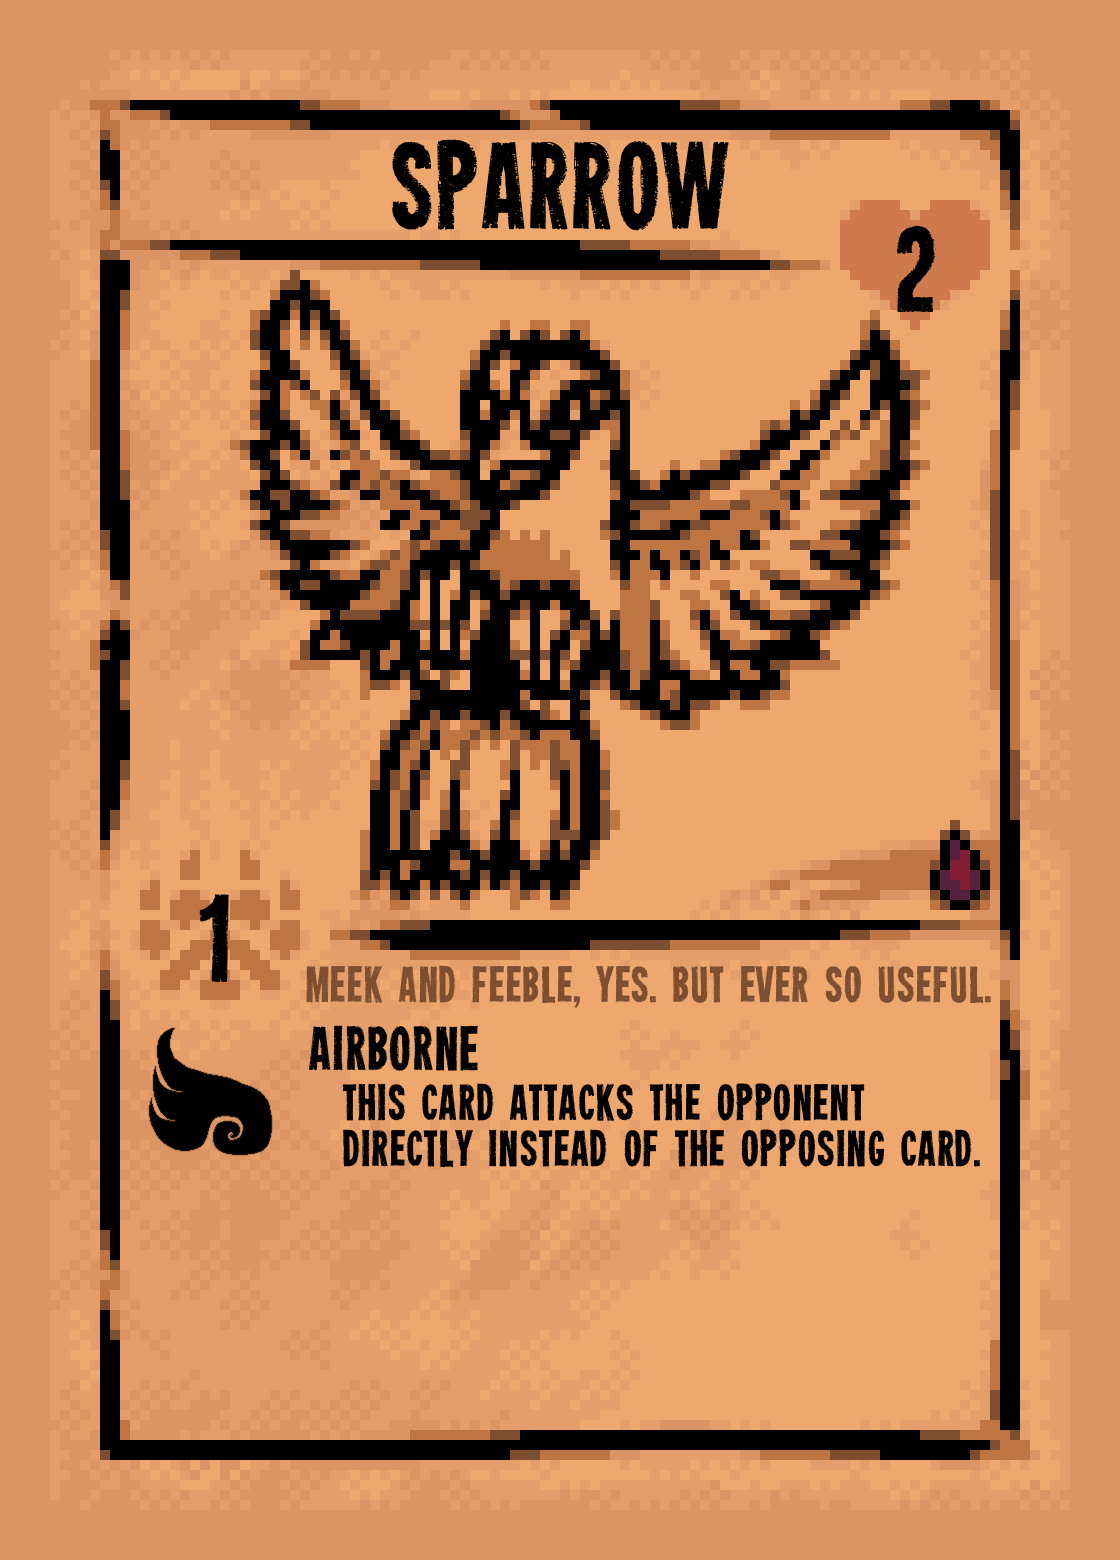 SPARROW
2
1
MEEK AND FEEBLE, YES. BUT EVER SO USEFUL.
AIRBORNE
THIS CARD ATTACKS THE OPPONENT
DIRECTLY INSTEAD OF THE OPPOSING CARD.